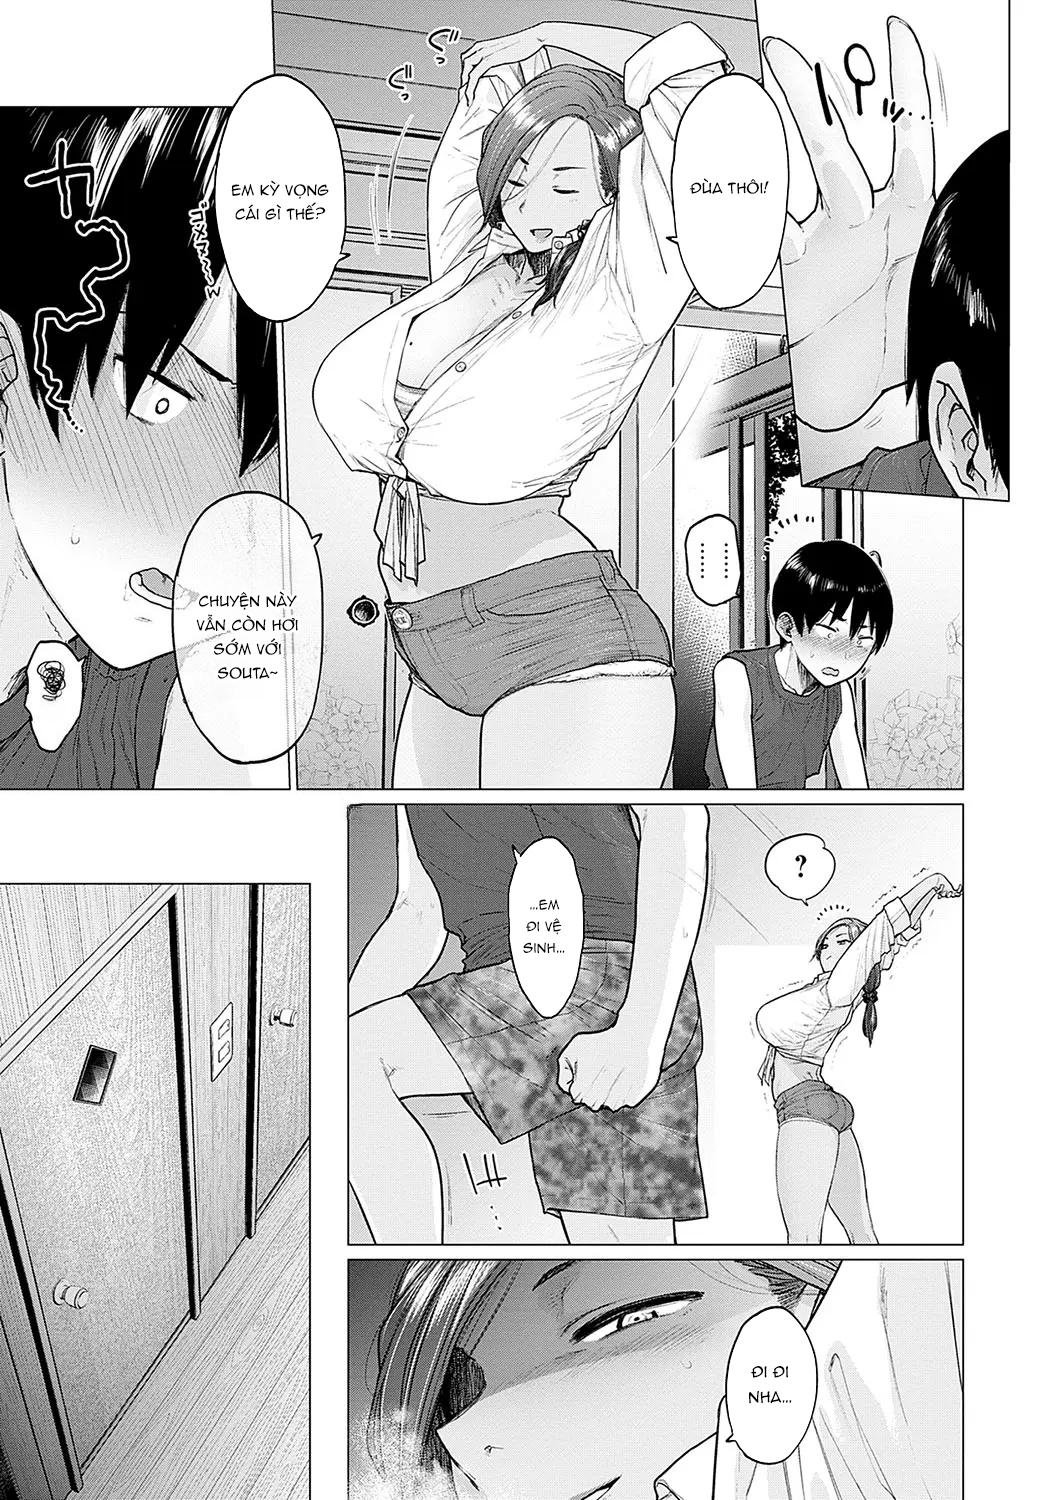 ĐÙA THÔI!
EM KỲ VỌNG
CÁI GÌ THẾ?
CHUYỆN NÀY
VẪN CÒN HƠI
SỚM VỚI
SOUTA~
?
...EM
ĐI VỆ
SINH...
ĐI ĐI
NHA...